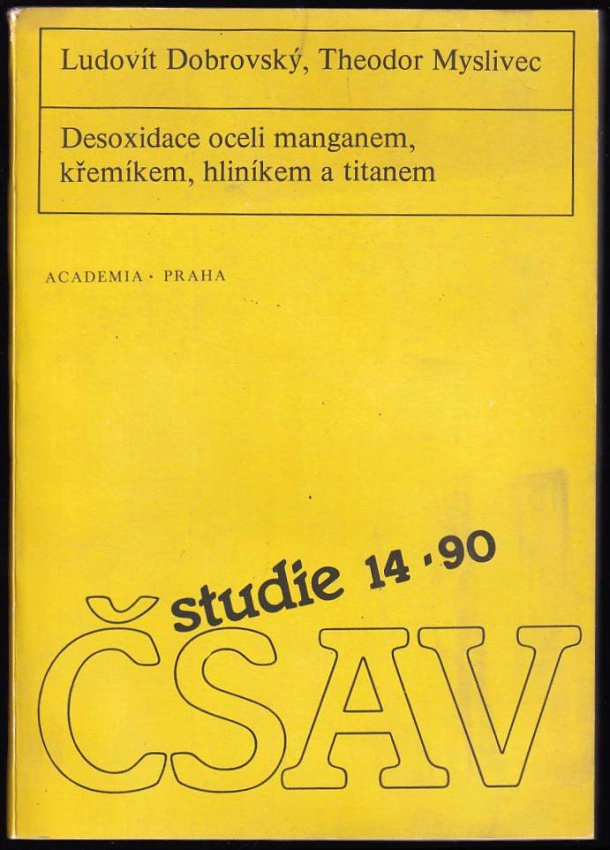 Ludovít Dobrovský, Theodor Myslivec
Desoxidace oceli manganem,
křemíkem, hliníkem a titanem
ACADEMIA · PRAHA
studie 14 · 90
ČSAV